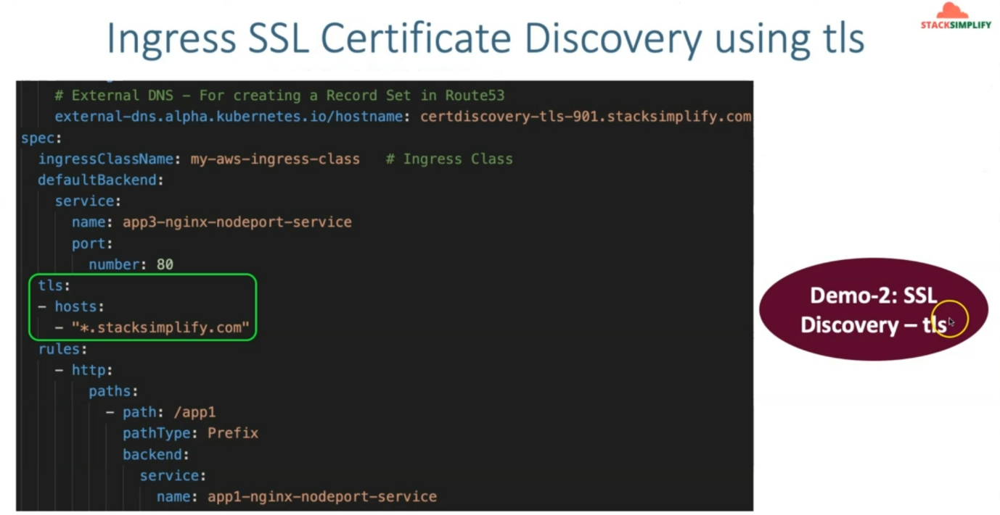 STACKSIMPLIFY
Ingress SSL Certificate Discovery using tls
# External DNS - For creating a Record Set in Route53
external-dns.alpha.kubernetes.io/hostname: certdiscovery-tls-901.stacksimplify.com
spec:
ingressClassName: my-aws-ingress-class # Ingress Class
defaultBackend:
service:
name: app3-nginx-nodeport-service
port:
number: 80
tls:
- hosts:
- "*.stacksimplify.com"
rules:
- http:
paths:
- path: /app1
pathType: Prefix
backend:
service:
name: app1-nginx-nodeport-service
Demo-2: SSL
Discovery – tls